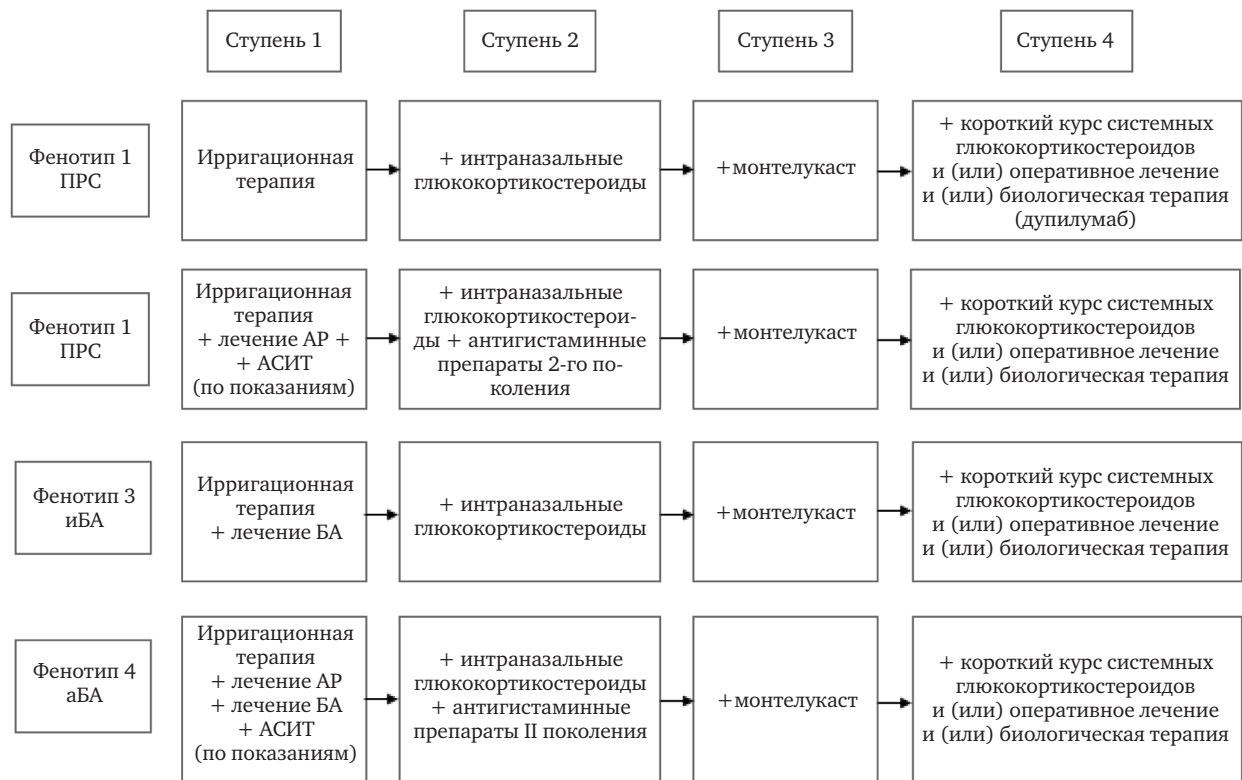 Ступень 1
Ступень 2
Ступень 3
Ступень 4
Фенотип 1
ПРС
Ирригационная
терапия
+ интраназальные
глюкокортикостероиды
+монтелукаст
+ короткий курс системных
глюкокортикостероидов
и (или) оперативное лечение
и (или) биологическая терапия
(дупилумаб)
Фенотип 1
ПРС
Ирригационная
терапия
+ лечение АР +
+ АСИТ
(по показаниям)
+ интраназальные
глюкокортикостерои-
ды + антигистаминные
препараты 2-го по-
коления
+монтелукаст
+ короткий курс системных
глюкокортикостероидов
и (или) оперативное лечение
и (или) биологическая терапия
Фенотип 3
иБА
Ирригационная
терапия
+ лечение БА
+ интраназальные
глюкокортикостероиды
+монтелукаст
+ короткий курс системных
глюкокортикостероидов
и (или) оперативное лечение
и (или) биологическая терапия
Фенотип 4
аБА
Ирригационная
терапия
+ лечение АР
+ лечение БА
+ АСИТ
(по показаниям)
+ интраназальные
глюкокортикостероиды
+ антигистаминные
препараты II поколения
+монтелукаст
+ короткий курс системных
глюкокортикостероидов
и (или) оперативное лечение
и (или) биологическая терапия